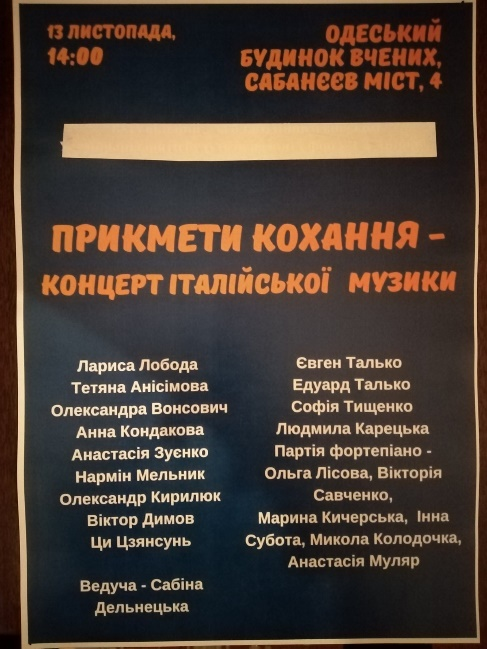 13 ЛИСТОПАДА,
14:00
ОДЕСЬКИЙ
БУДИНОК ВЧЕНИХ,
САБАНЄЄВ МІСТ, 4
ПРИКМЕТИ КОХАННЯ -
КОНЦЕРТ ІТАЛІЙСЬКОЇ МУЗИКИ
Лариса Лобода
Тетяна Анісімова
Олександра Вонсович
Анна Кондакова
Анастасія Зуєнко
Нармін Мельник
Олександр Кирилюк
Віктор Димов
Ци Цзянсунь
Ведуча - Сабіна
Дельнецька
Євген Талько
Едуард Талько
Софія Тищенко
Людмила Карецька
Партія фортепіано -
Ольга Лісова, Вікторія
Савченко,
Марина Кичерська, Інна
Субота, Микола Колодочка,
Анастасія Муляр